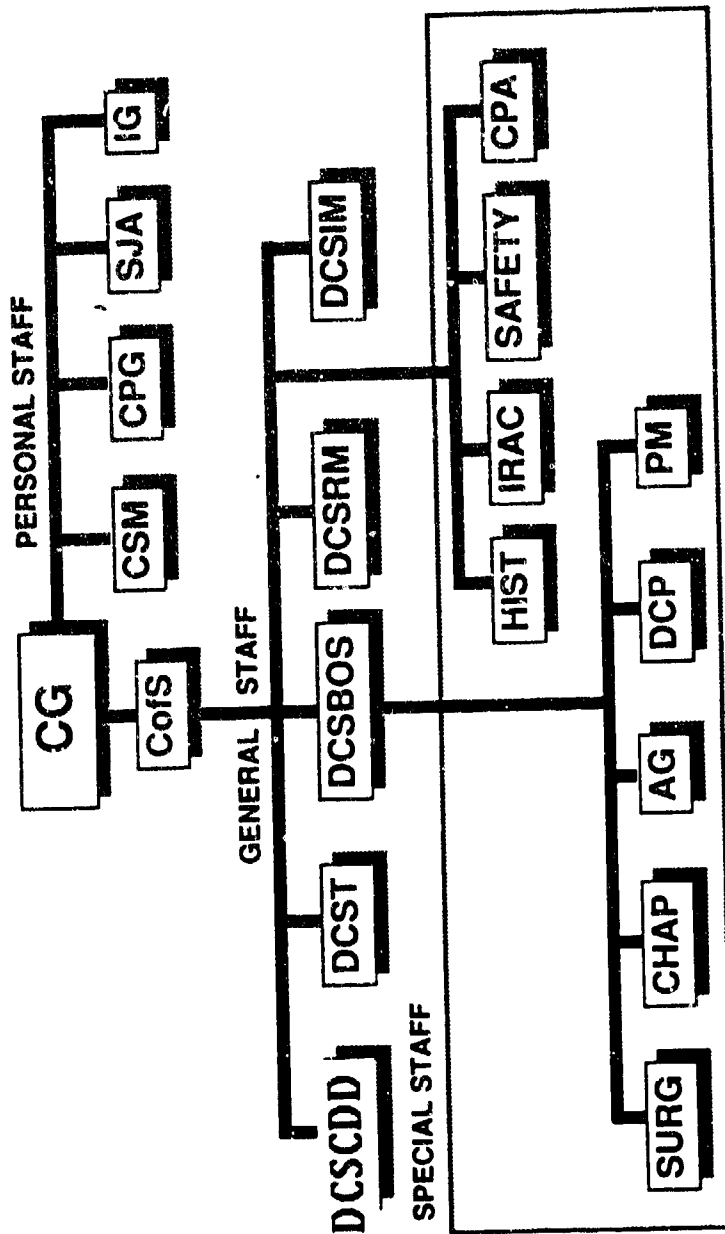 PERSONAL STAFF
CG
CSM
CPG
SJA
IG
CofS
GENERAL STAFF
DCSCDD
DCST
DCSBOS
DCSRM
DCSIM
SPECIAL STAFF
HIST
IRAC
SAFETY
CPA
SURG
CHAP
AG
DCP
PM